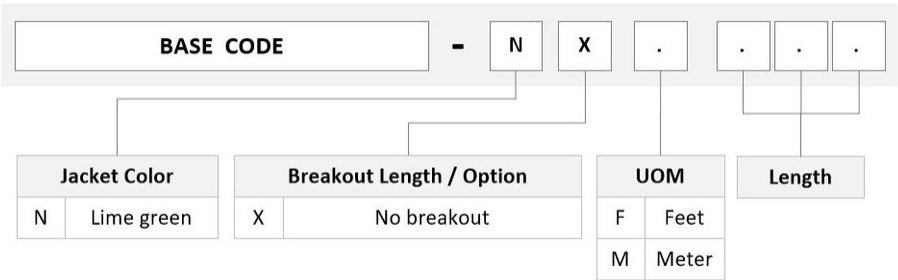 BASE CODE - N X . . . .
Jacket Color
N Lime green
Breakout Length / Option
X No breakout
UOM
F Feet
M Meter
Length